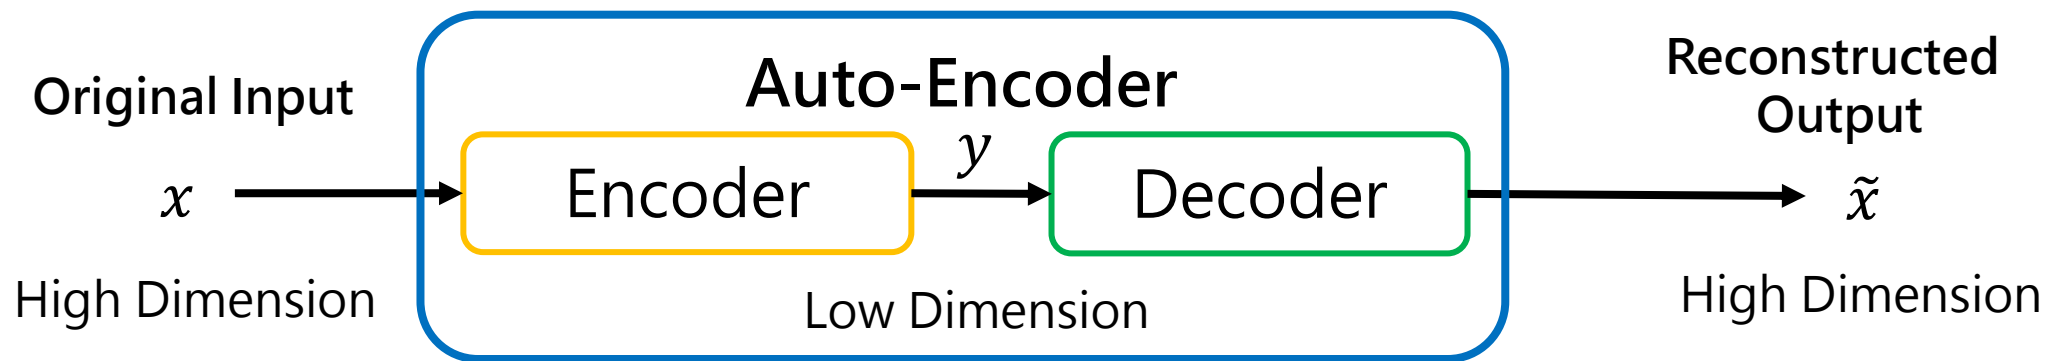 Original Input
x
High Dimension
Auto-Encoder
Encoder
y
Decoder
Low Dimension
Reconstructed
Output
x̃
High Dimension